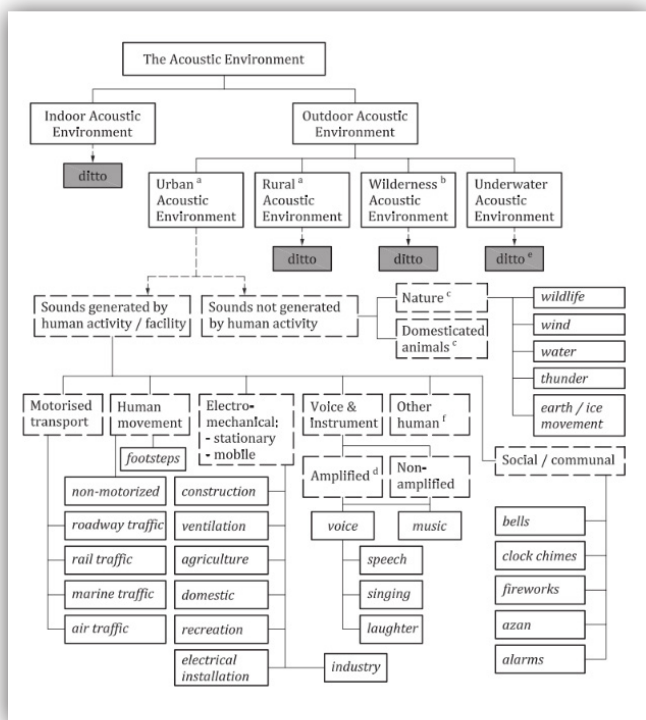 The Acoustic Environment
Indoor Acoustic
Environment
Outdoor Acoustic
Environment
ditto
Urban a
Acoustic
Environment
Rural a
Acoustic
Environment
Wilderness b
Acoustic
Environment
Underwater
Acoustic
Environment
ditto
ditto
ditto e
Sounds generated by
human activity / facility
Sounds not generated
by human activity
Nature c
Domesticated
animals c
wildlife
wind
water
thunder
earth / ice
movement
Motorised
transport
Human
movement
Electro-
mechanical;
- stationary
- mobile
Voice &
instrument
Other
human f
Social / communal
footsteps
Amplified d
Non-
amplified
non-motorized
roadway traffic
rail traffic
marine traffic
air traffic
construction
ventilation
agriculture
domestic
recreation
electrical
installation
industry
voice
music
speech
singing
laughter
bells
clock chimes
fireworks
azan
alarms